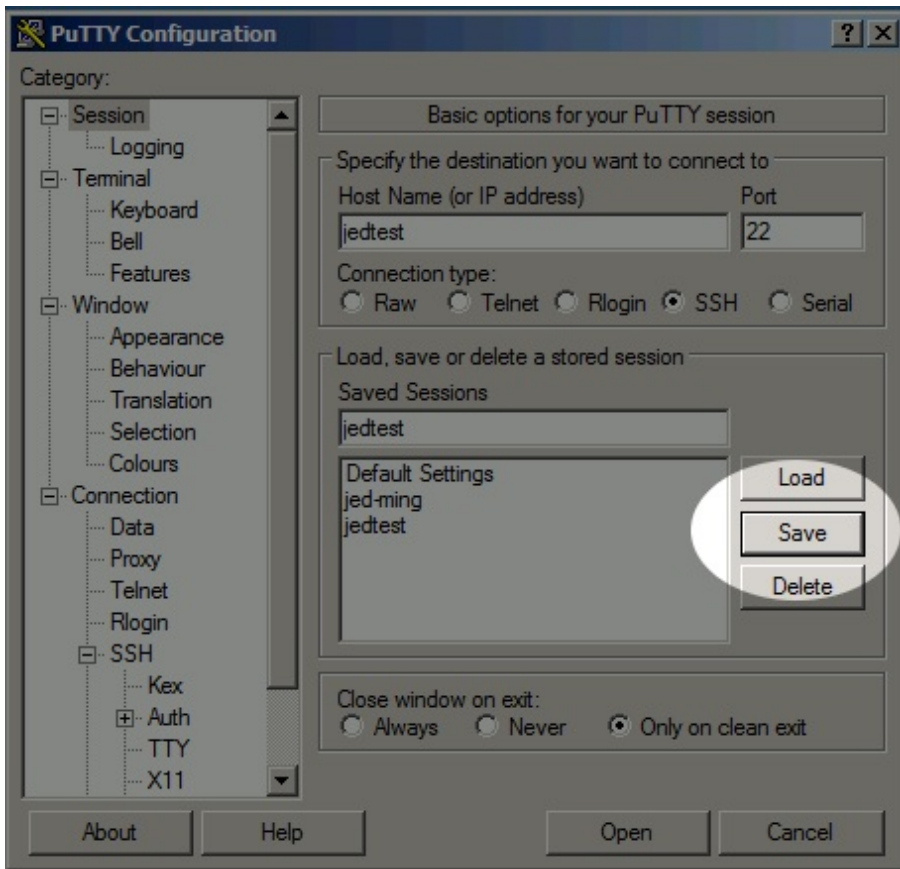 PuTTY Configuration
?
X
Category:
Session
Logging
Terminal
Keyboard
Bell
Features
Window
Appearance
Behaviour
Translation
Selection
Colours
Connection
Data
Proxy
Telnet
Rlogin
SSH
Kex
Auth
TTY
X11
Basic options for your PuTTY session
Specify the destination you want to connect to
Host Name (or IP address) Port
jedtest 22
Connection type:
Raw Telnet Rlogin SSH Serial
Load, save or delete a stored session
Saved Sessions
jedtest
Default Settings
jed-ming
jedtest
Load
Save
Delete
Close window on exit:
Always Never Only on clean exit
About Help Open Cancel